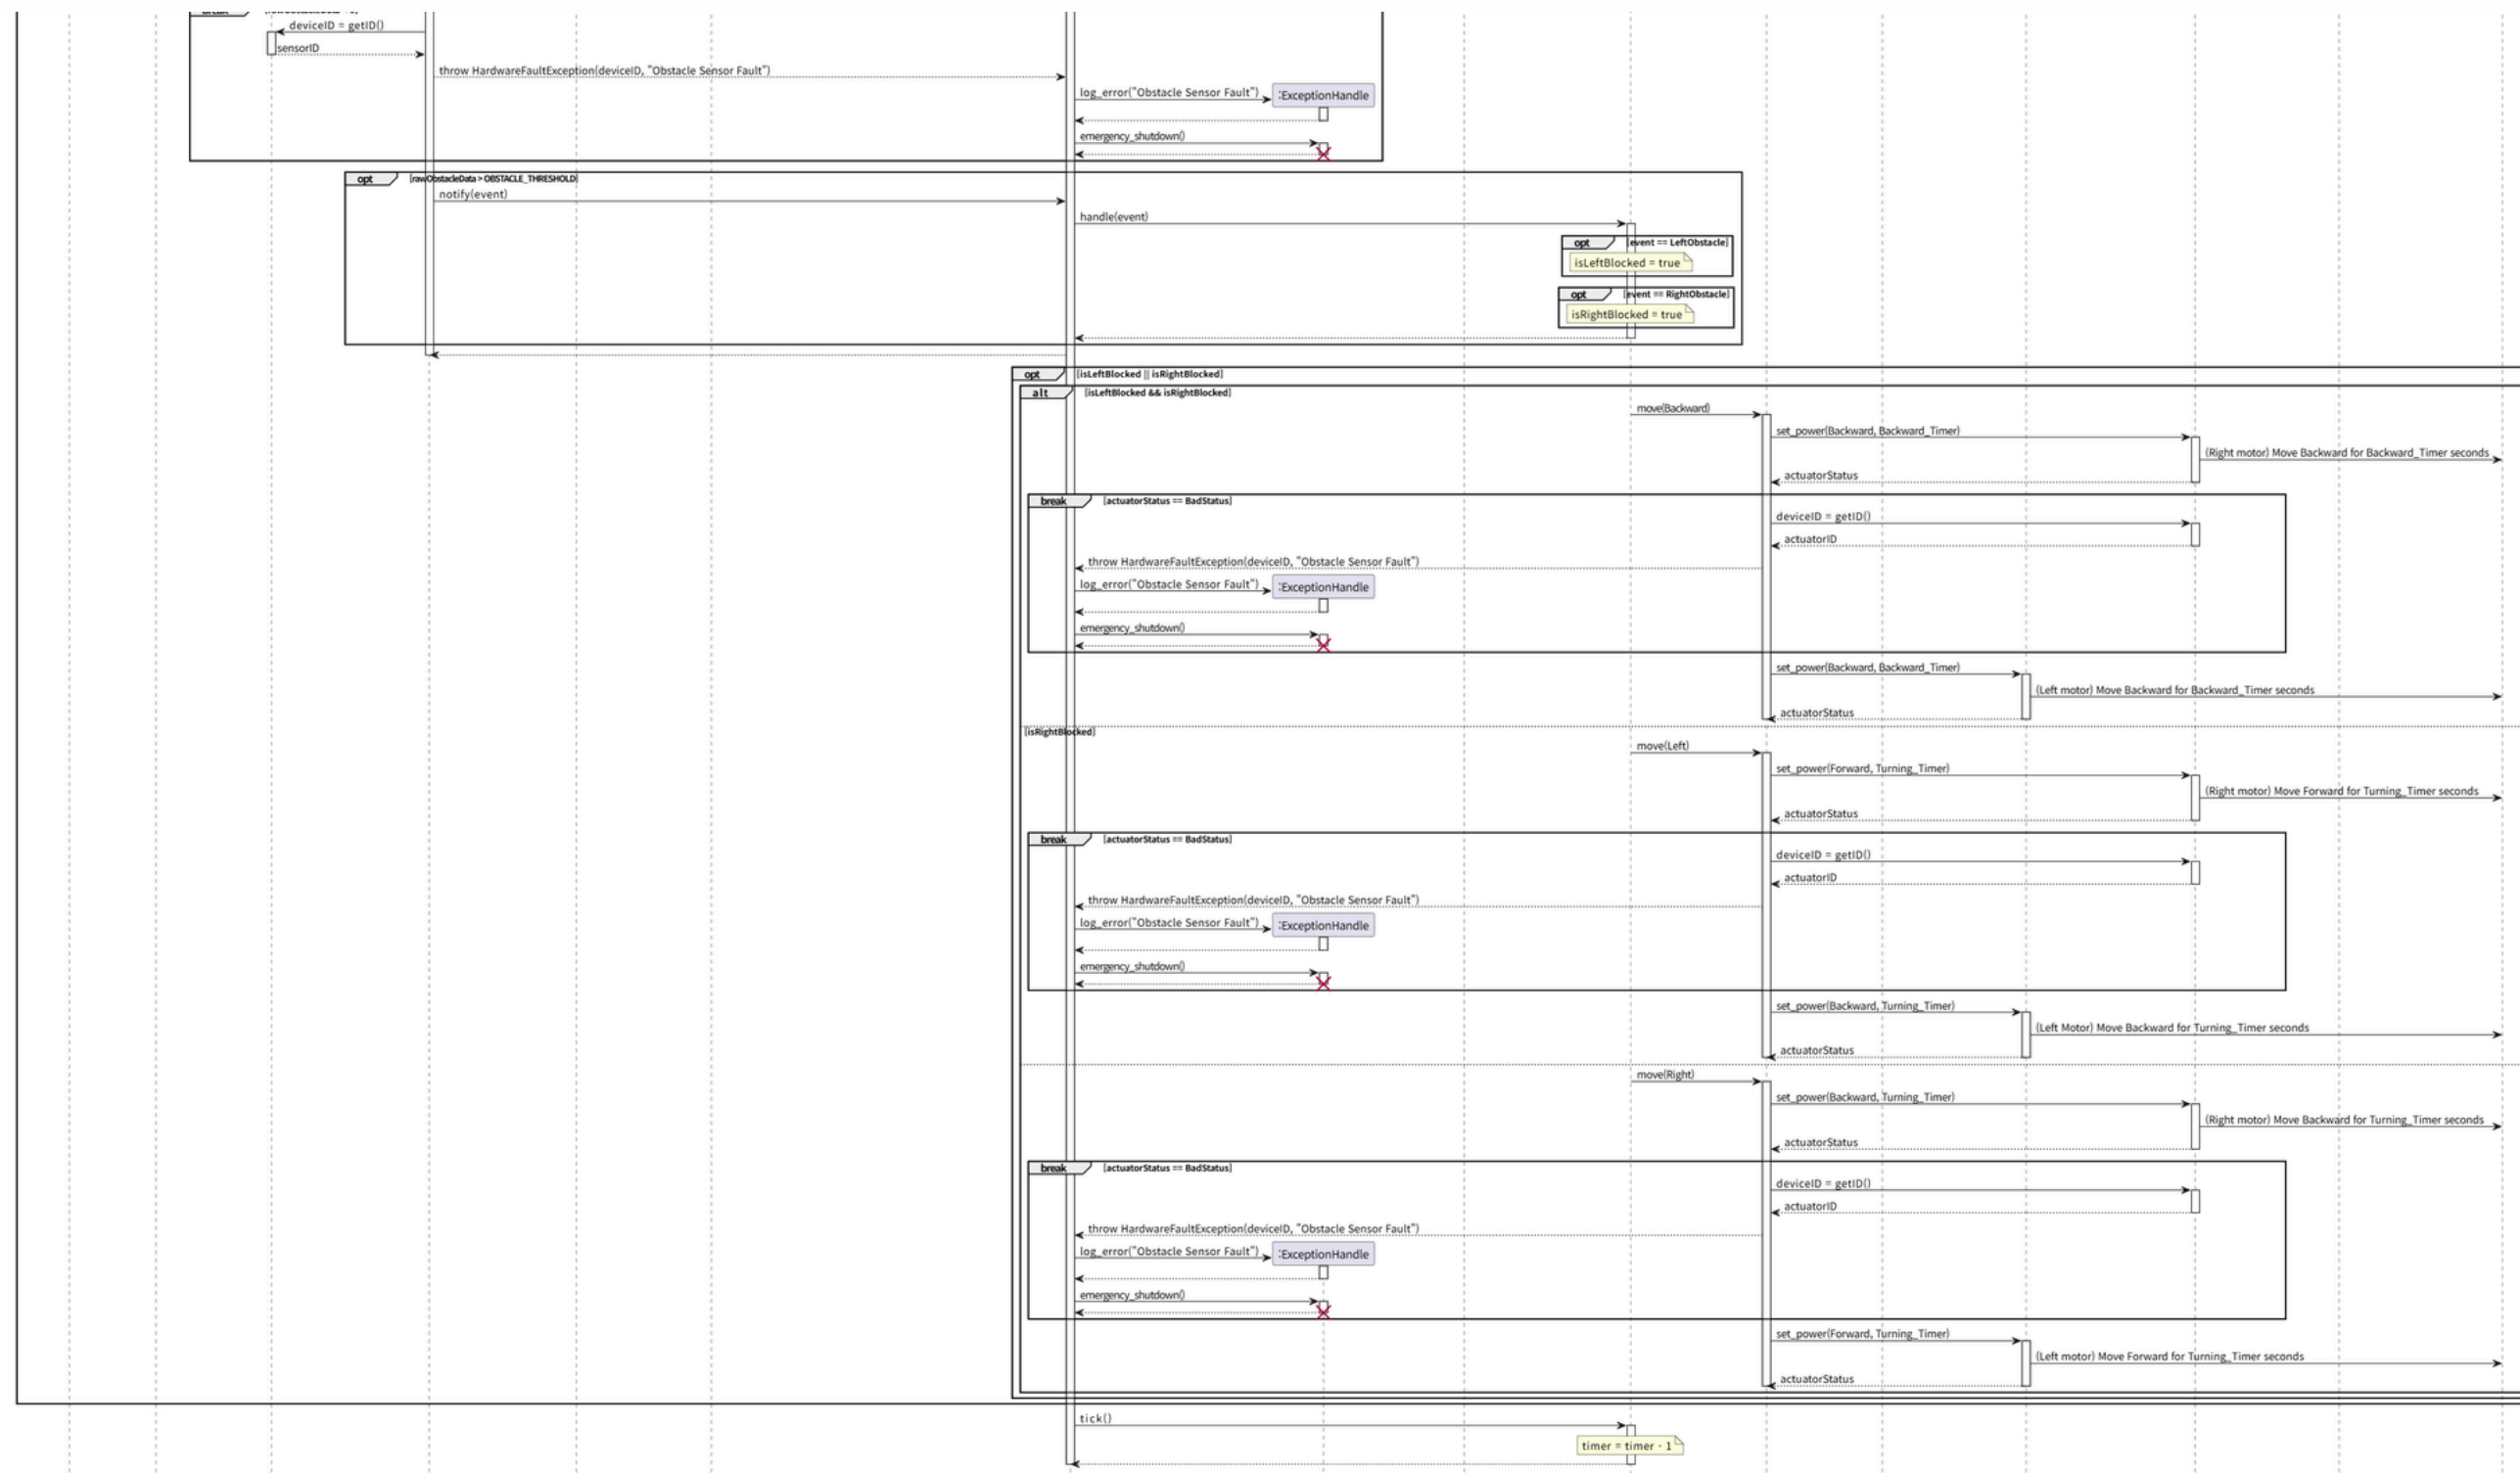 deviceID = getID()
sensorID
throw HardwareFaultException(deviceID, "Obstacle Sensor Fault")
log_error("Obstacle Sensor Fault")
:ExceptionHandle
emergency_shutdown()
opt [rawObstacleData > OBSTACLE_THRESHOLD]
notify(event)
handle(event)
opt [event == LeftObstacle]
isLeftBlocked = true
opt [event == RightObstacle]
isRightBlocked = true
opt [isLeftBlocked || isRightBlocked]
alt [isLeftBlocked && isRightBlocked]
move(Backward)
set_power(Backward, Backward_Timer)
(Right motor) Move Backward for Backward_Timer seconds
actuatorStatus
break [actuatorStatus == BadStatus]
deviceID = getID()
actuatorID
throw HardwareFaultException(deviceID, "Obstacle Sensor Fault")
log_error("Obstacle Sensor Fault")
:ExceptionHandle
emergency_shutdown()
set_power(Backward, Backward_Timer)
(Left motor) Move Backward for Backward_Timer seconds
actuatorStatus
[isRightBlocked]
move(Left)
set_power(Forward, Turning_Timer)
(Right motor) Move Forward for Turning_Timer seconds
actuatorStatus
break [actuatorStatus == BadStatus]
deviceID = getID()
actuatorID
throw HardwareFaultException(deviceID, "Obstacle Sensor Fault")
log_error("Obstacle Sensor Fault")
:ExceptionHandle
emergency_shutdown()
set_power(Backward, Turning_Timer)
(Left Motor) Move Backward for Turning_Timer seconds
actuatorStatus
move(Right)
set_power(Backward, Turning_Timer)
(Right motor) Move Backward for Turning_Timer seconds
actuatorStatus
break [actuatorStatus == BadStatus]
deviceID = getID()
actuatorID
throw HardwareFaultException(deviceID, "Obstacle Sensor Fault")
log_error("Obstacle Sensor Fault")
:ExceptionHandle
emergency_shutdown()
set_power(Forward, Turning_Timer)
(Left motor) Move Forward for Turning_Timer seconds
actuatorStatus
tick()
timer = timer - 1